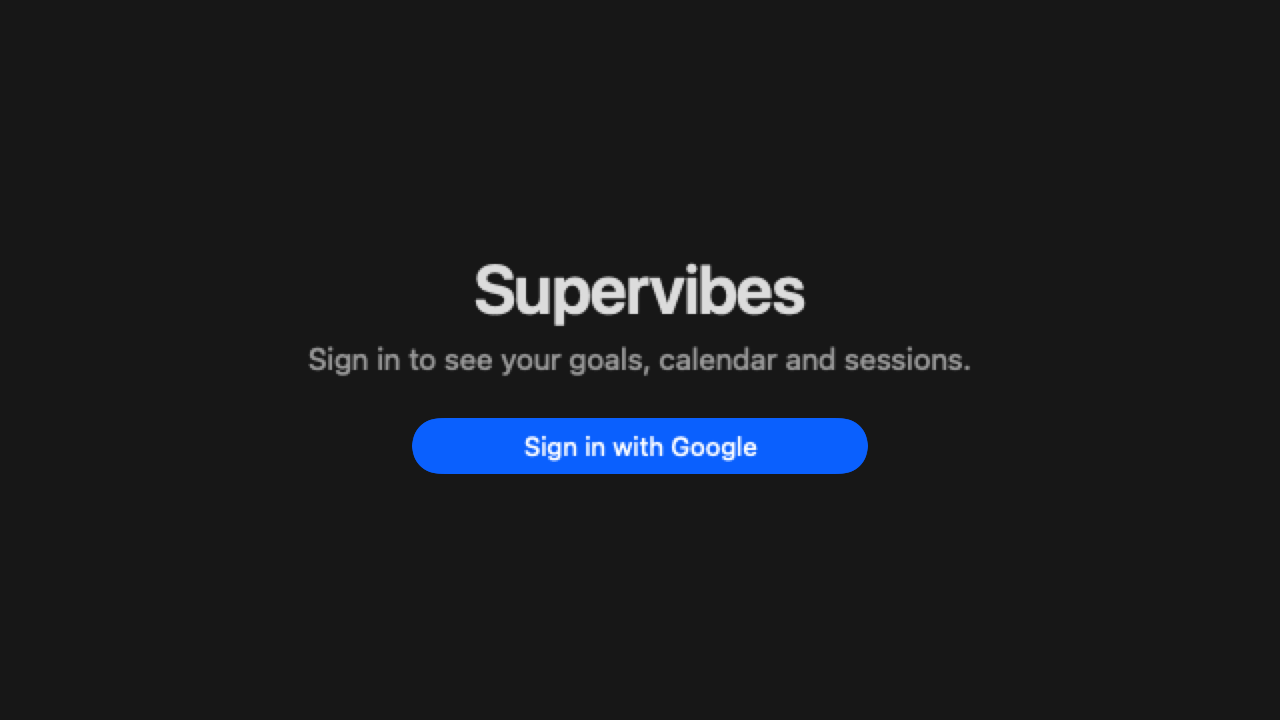 Supervibes
Sign in to see your goals, calendar and sessions.
Sign in with Google